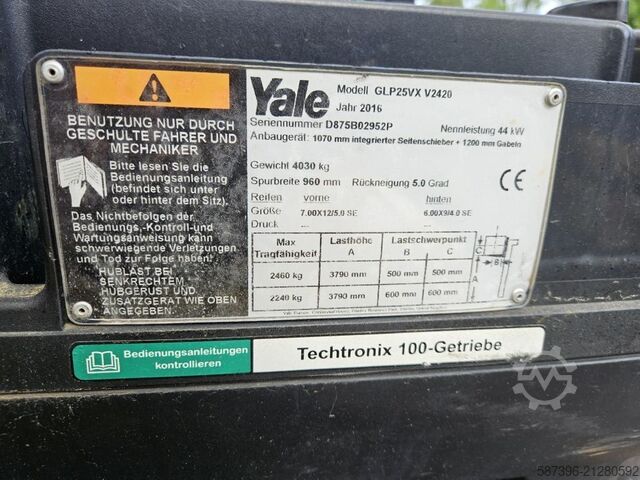 BENUTZUNG NUR DURCH
GESCHULTE FAHRER UND
MECHANIKER
Bitte lesen Sie die
Bedienungsanleitung
(befindet sich unter
oder hinter dem Sitz).
Das Nichtbefolgen der
Bedienungs,-Kontroll-und
Wartungsanweisung kann
schwerwiegende Verletzungen
und Tod zur Folge haben!
HUBLAST BEI
SENKRECHTEM
HUBGERUST UND
ZUSATZGERAT WIE OBEN
ANGEGEBEN.
Yale
Modell GLP25VX V2420
Jahr 2016
Seriennummer D875B02952P Nennleistung 44 kW
Anbaugerät: 1070 mm integrierter Seitenschieber + 1200 mm Gabeln
Gewicht 4030 kg
Spurbreite 960 mm Rückneigung 5.0 Grad
CE
Reifen vorne hinten
Größe 7.00X12/5.0 SE 6.00X9/4.0 SE
Druck ... ...
Max Tragfähigkeit Lasthöhe A Lastschwerpunkt B C
2460 kg 3790 mm 500 mm 500 mm
2240 kg 3790 mm 600 mm 600 mm
C
B
A
Bedienungsanleitungen
kontrollieren
Techtronix 100-Getriebe
587396-21280592